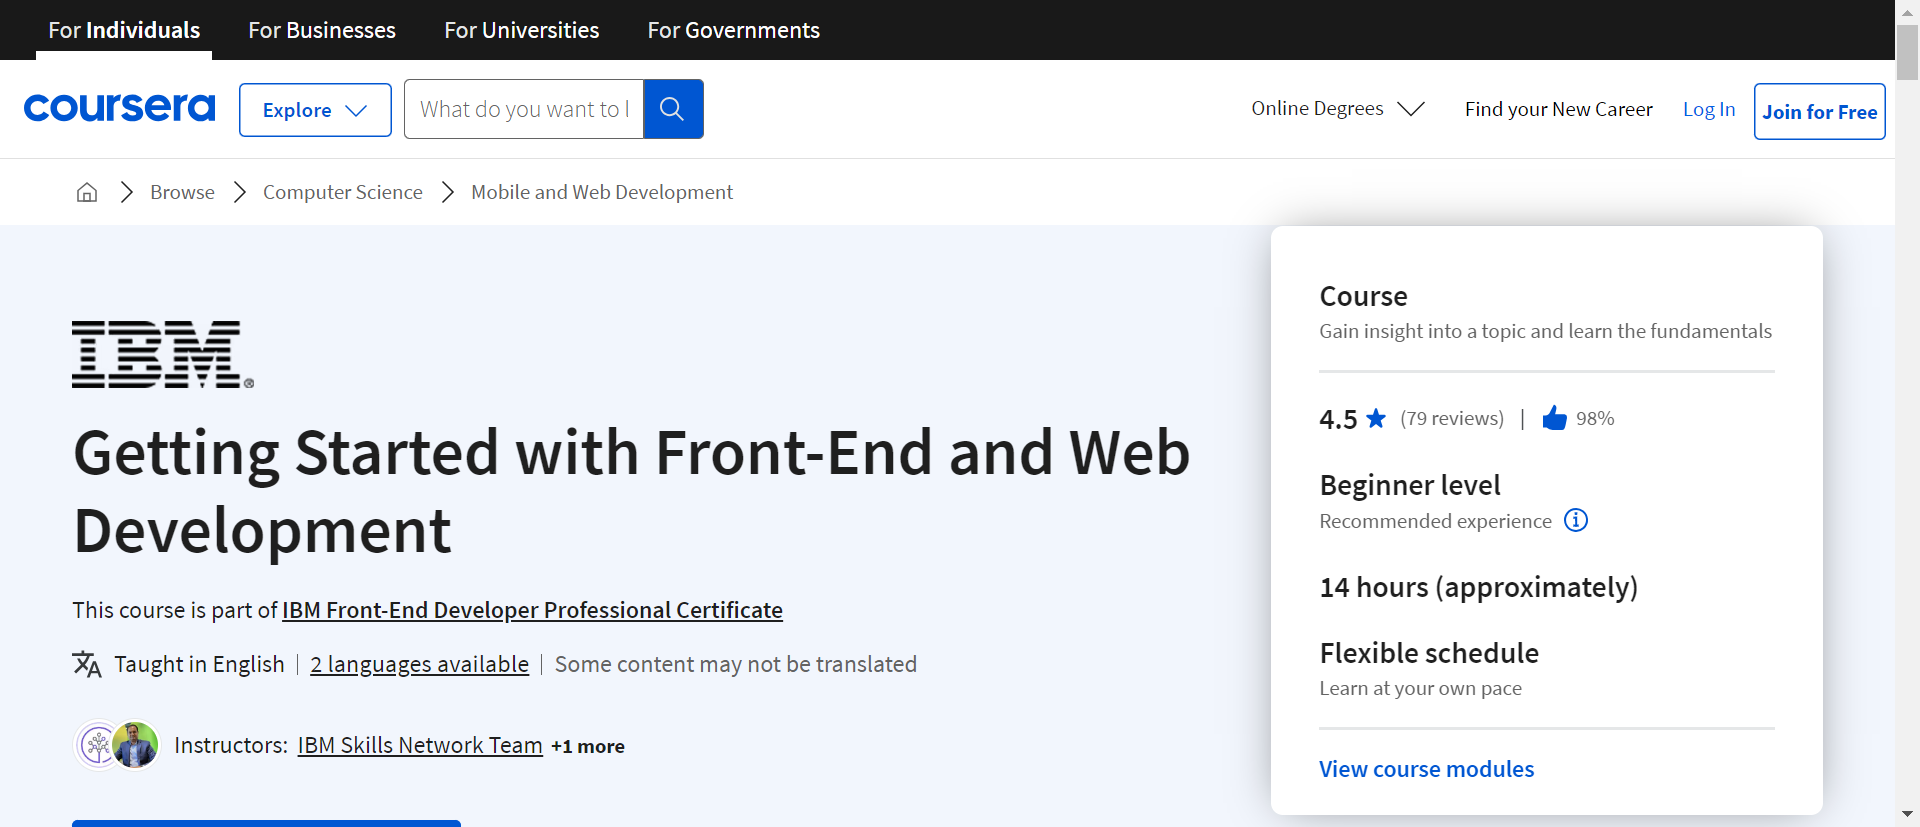 For Individuals For Businesses For Universities For Governments
coursera Explore What do you want to l Online Degrees Find your New Career Log In Join for Free
Browse Computer Science Mobile and Web Development
IBM®
Getting Started with Front-End and Web
Development
This course is part of IBM Front-End Developer Professional Certificate
Taught in English | 2 languages available | Some content may not be translated
Instructors: IBM Skills Network Team +1 more
Course
Gain insight into a topic and learn the fundamentals
4.5 (79 reviews) | 98%
Beginner level
Recommended experience
14 hours (approximately)
Flexible schedule
Learn at your own pace
View course modules